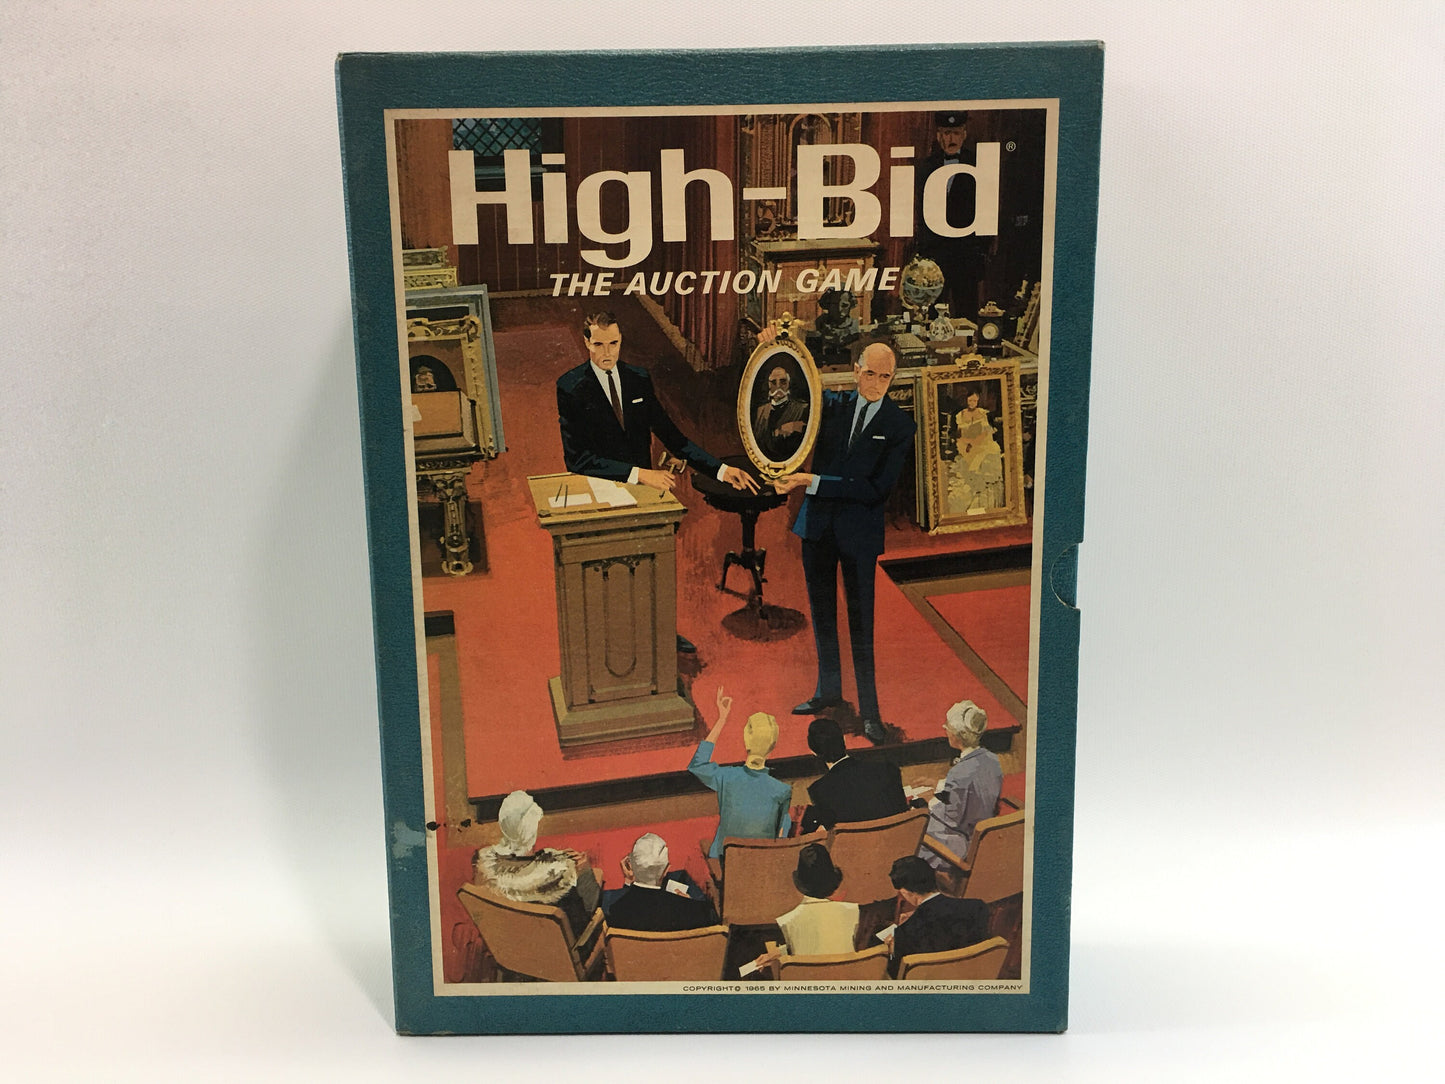 High-Bid®
THE AUCTION GAME
COPYRIGHT© 1965 BY MINNESOTA MINING AND MANUFACTURING COMPANY